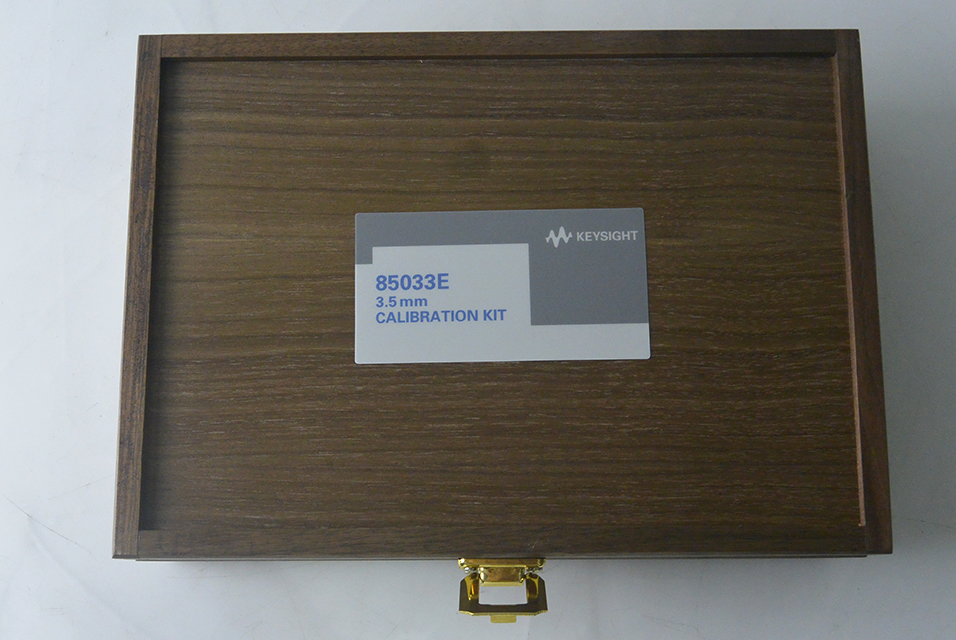 KEYSIGHT
85033E
3.5 mm
CALIBRATION KIT